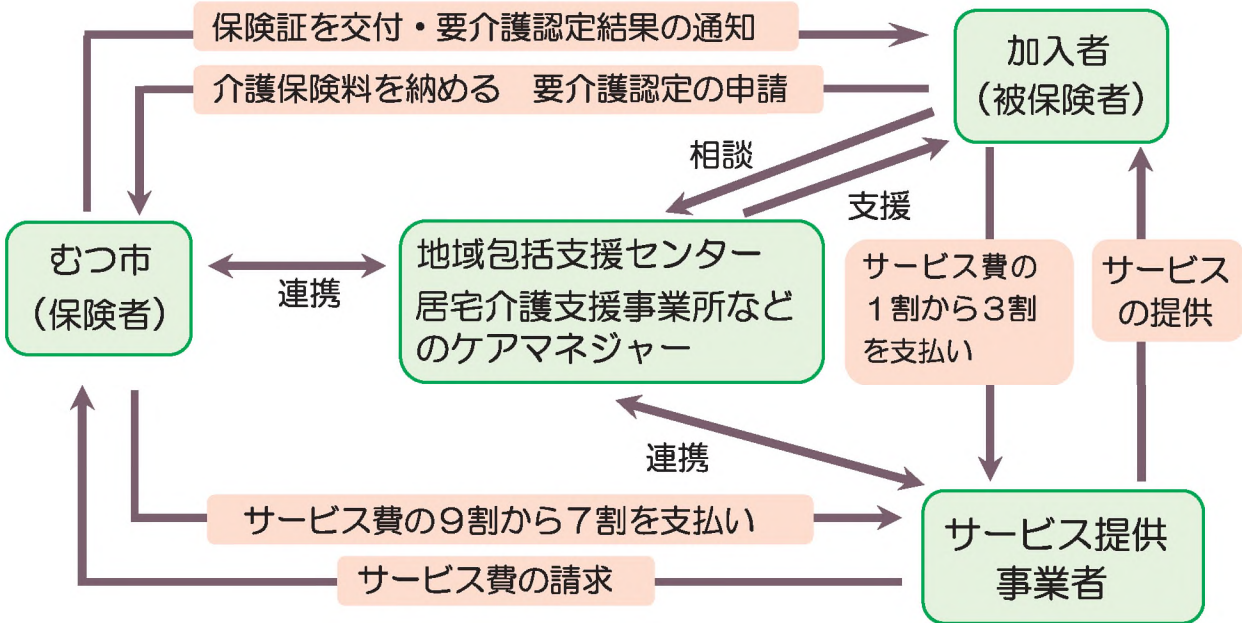 保険証を交付・要介護認定結果の通知
加入者
（被保険者）
介護保険料を納める　要介護認定の申請
相談
支援
むつ市
（保険者）
連携
地域包括支援センター
居宅介護支援事業所など
のケアマネジャー
サービス費の
１割から３割
を支払い
サービス
の提供
連携
サービス費の９割から７割を支払い
サービス提供
事業者
サービス費の請求